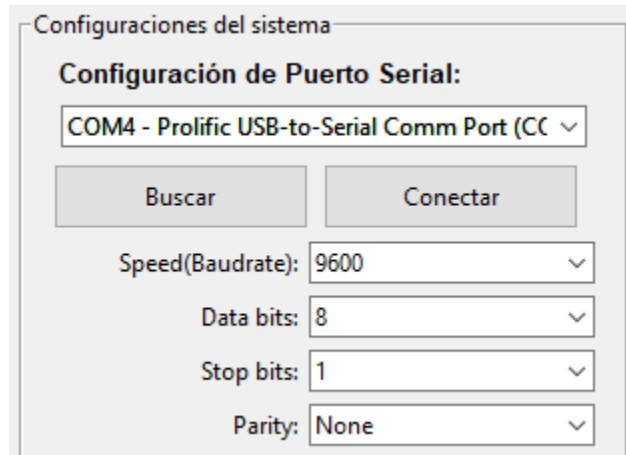 Configuraciones del sistema
Configuración de Puerto Serial:
COM4 - Prolific USB-to-Serial Comm Port (CC
Buscar Conectar
Speed(Baudrate): 9600
Data bits: 8
Stop bits: 1
Parity: None